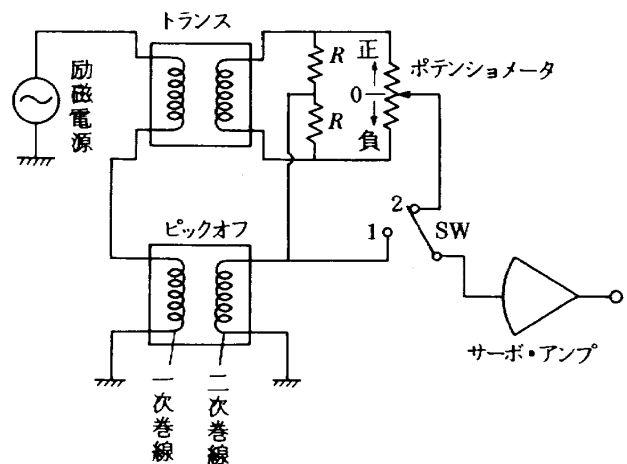 トランス
励磁電源
R
R
正
0
負
ポテンショメータ
2
1
SW
ピックオフ
サーボ・アンプ
一次巻線
二次巻線